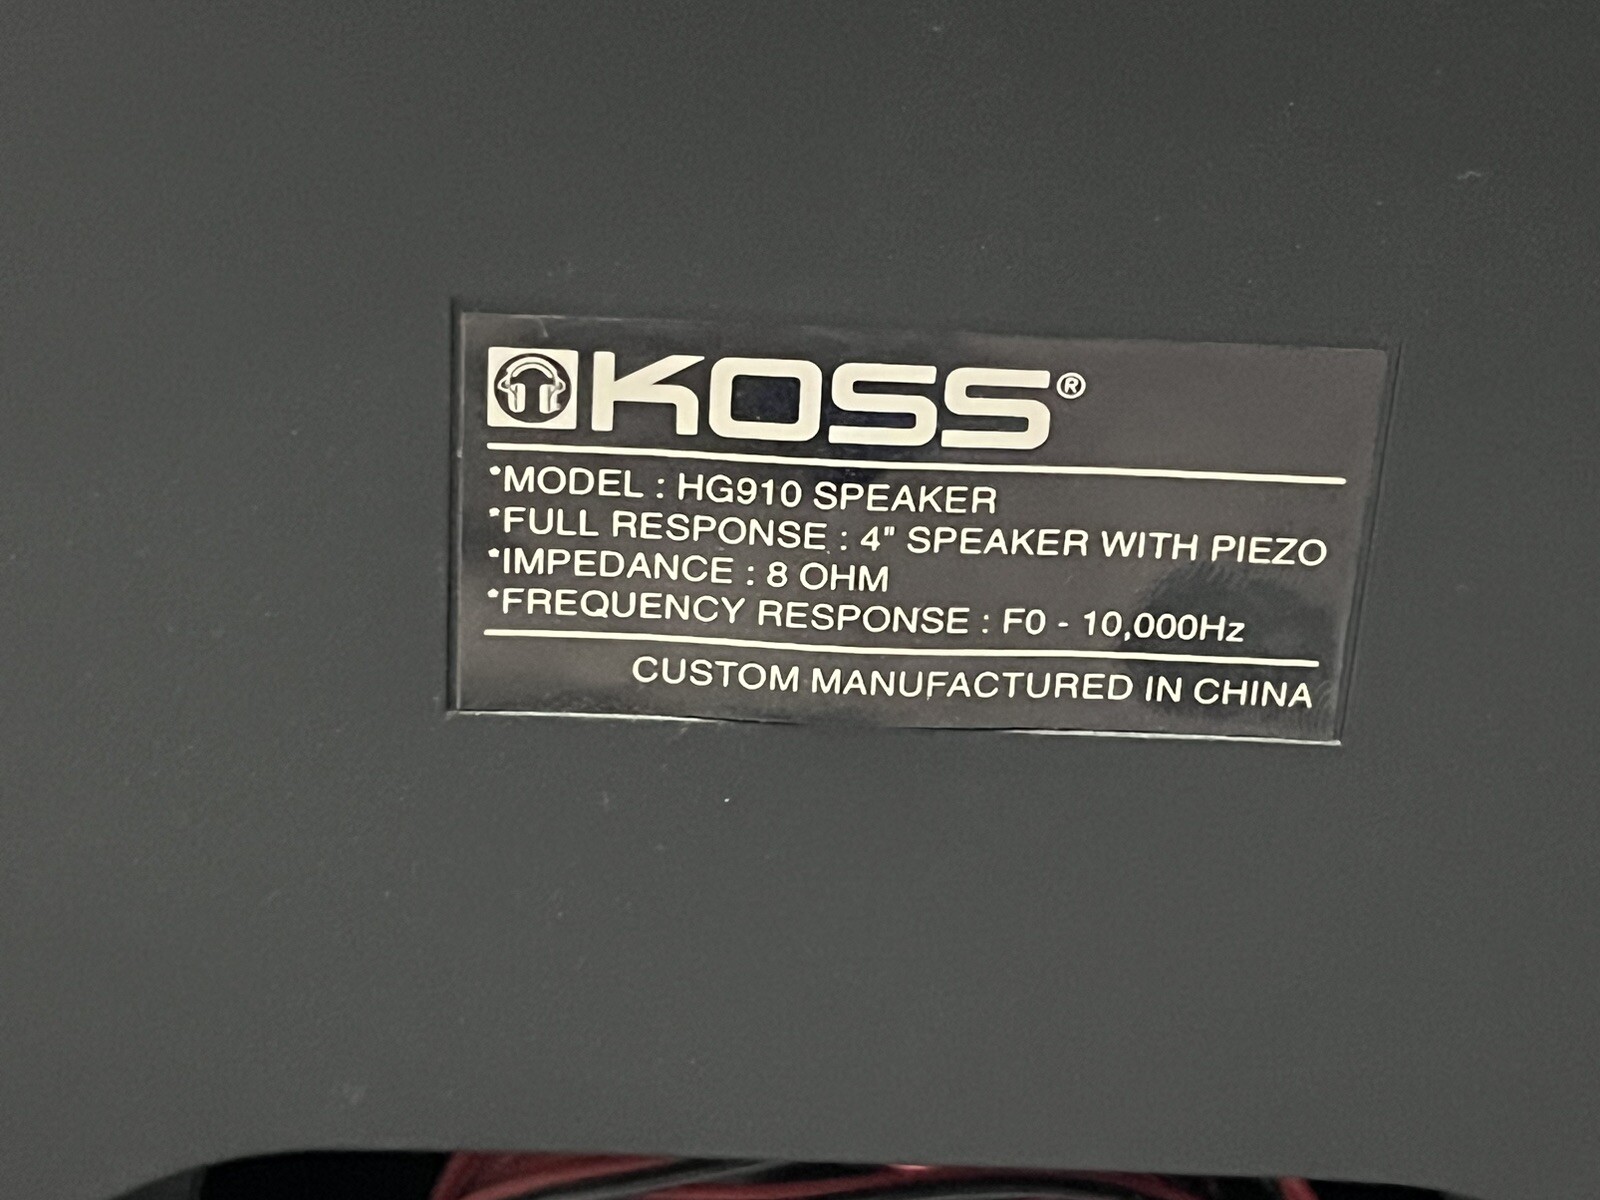 KOSS®
*MODEL : HG910 SPEAKER
*FULL RESPONSE : 4" SPEAKER WITH PIEZO
*IMPEDANCE : 8 OHM
*FREQUENCY RESPONSE : F0 - 10,000Hz
CUSTOM MANUFACTURED IN CHINA